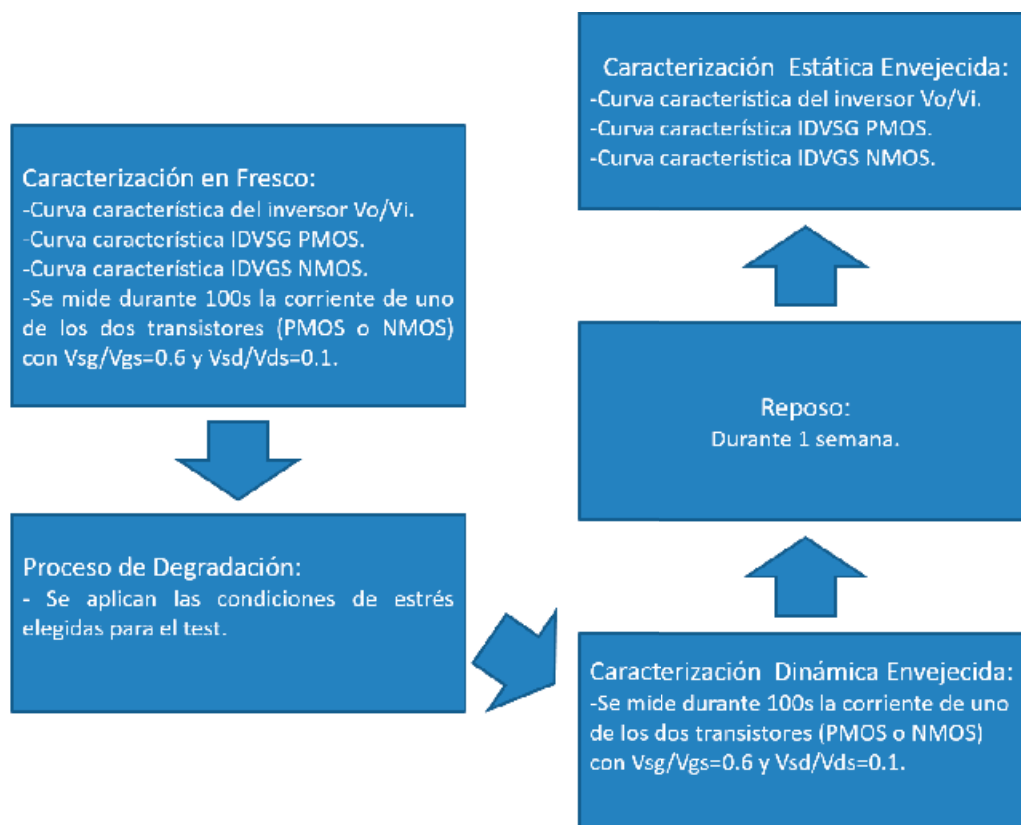 Caracterización en Fresco:
-Curva característica del inversor Vo/Vi.
-Curva característica IDVSG PMOS.
-Curva característica IDVGS NMOS.
-Se mide durante 100s la corriente de uno
de los dos transistores (PMOS o NMOS)
con Vsg/Vgs=0.6 y Vsd/Vds=0.1.
Proceso de Degradación:
- Se aplican las condiciones de estrés
elegidas para el test.
Caracterización Dinámica Envejecida:
-Se mide durante 100s la corriente de uno
de los dos transistores (PMOS o NMOS)
con Vsg/Vgs=0.6 y Vsd/Vds=0.1.
Reposo:
Durante 1 semana.
Caracterización Estática Envejecida:
-Curva característica del inversor Vo/Vi.
-Curva característica IDVSG PMOS.
-Curva característica IDVGS NMOS.